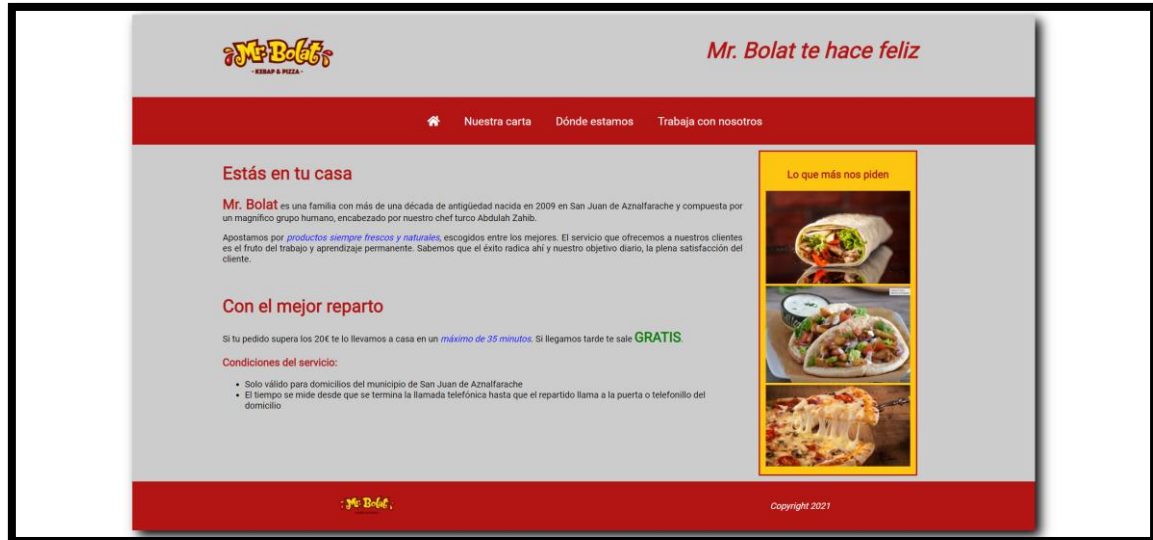 Mr. Bolat
- KEBAP & PIZZA -
Mr. Bolat te hace feliz
Nuestra carta Dónde estamos Trabaja con nosotros
Estás en tu casa
Mr. Bolat es una familia con más de una década de antigüedad nacida en 2009 en San Juan de Aznalfarache y compuesta por
un magnífico grupo humano, encabezado por nuestro chef turco Abdulah Zahib.
Apostamos por productos siempre frescos y naturales, escogidos entre los mejores. El servicio que ofrecemos a nuestros clientes
es el fruto del trabajo y aprendizaje permanente. Sabemos que el éxito radica ahí y nuestro objetivo diario, la plena satisfacción del
cliente.
Con el mejor reparto
Si tu pedido supera los 20€ te lo llevamos a casa en un máximo de 35 minutos. Si llegamos tarde te sale GRATIS.
Condiciones del servicio:
• Solo válido para domicilios del municipio de San Juan de Aznalfarache
• El tiempo se mide desde que se termina la llamada telefónica hasta que el repartido llama a la puerta o telefonillo del
domicilio
Lo que más nos piden
Mr. Bolat
Copyright 2021